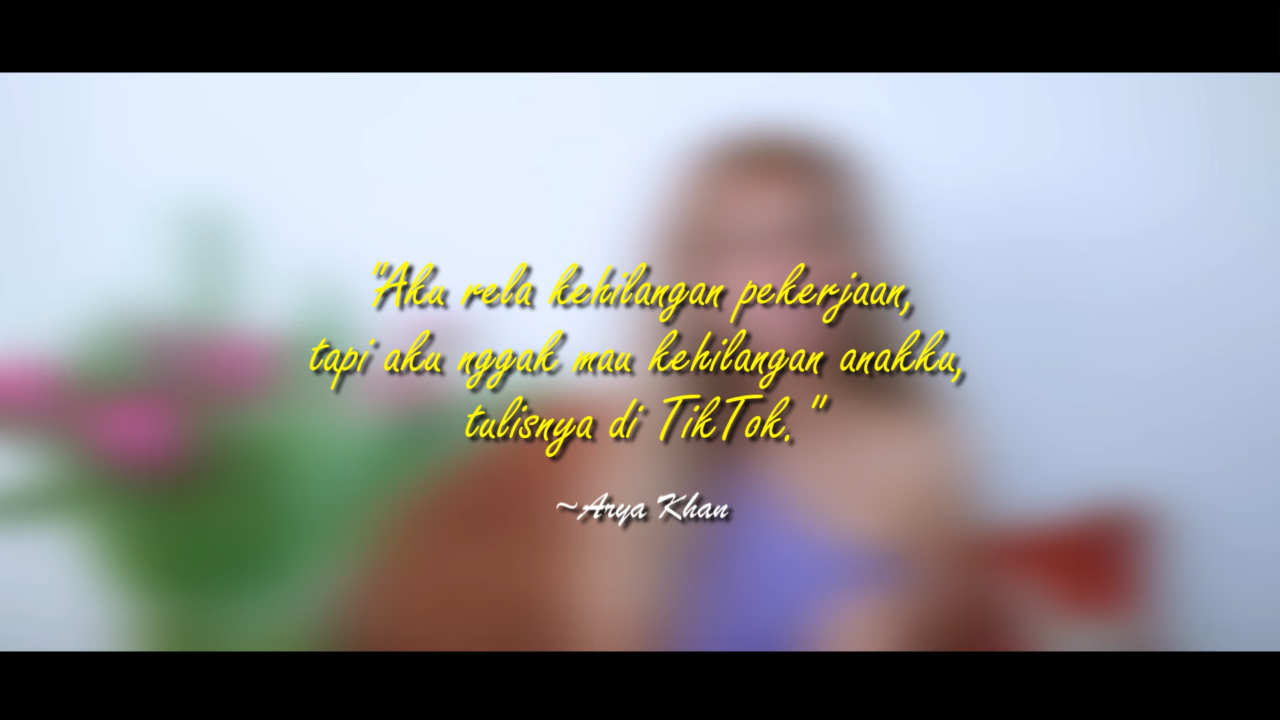 "Aku rela kehilangan pekerjaan,
tapi aku nggak mau kehilangan anakku,
tulisnya di TikTok."
~Arya Khan